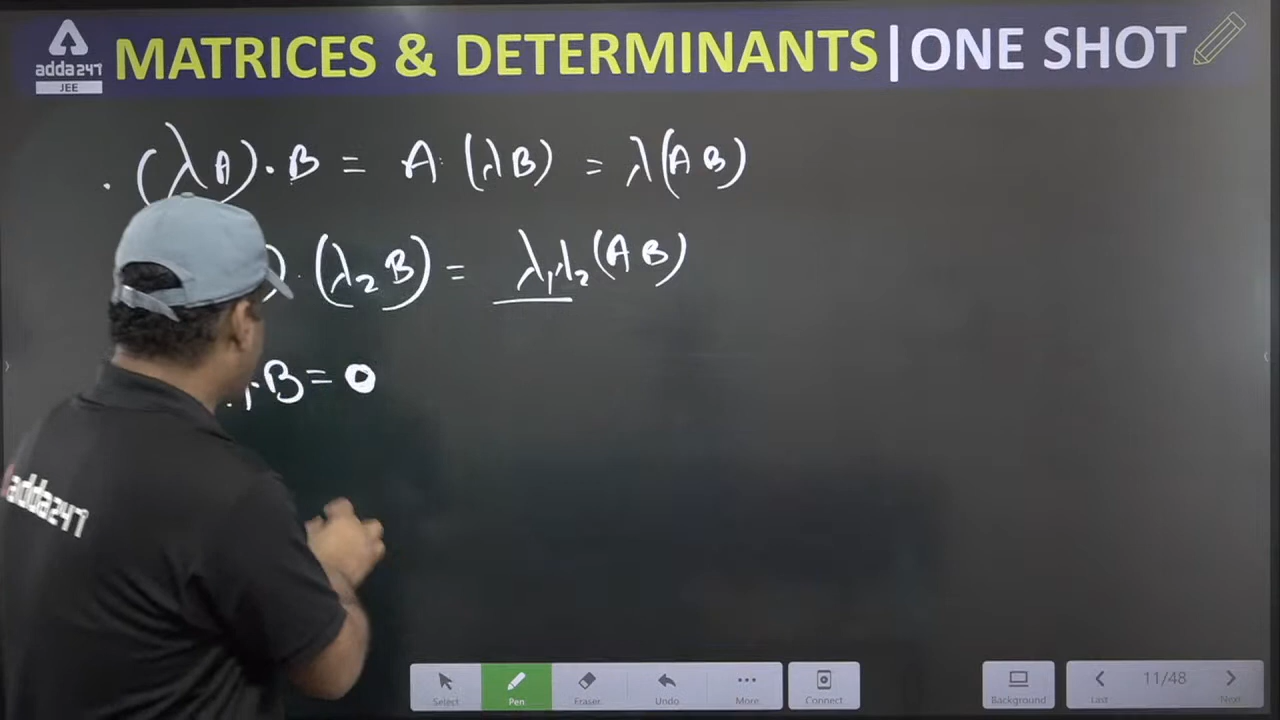 adda247
JEE
MATRICES & DETERMINANTS | ONE SHOT
. (λA) · B = A · (λB) = λ(AB)
) · (λ₂B) = λ₁λ₂(AB)
· B = 0
adda247
Select
Pen
Eraser
Undo
More
Connect
Background
Last
11/48
Next